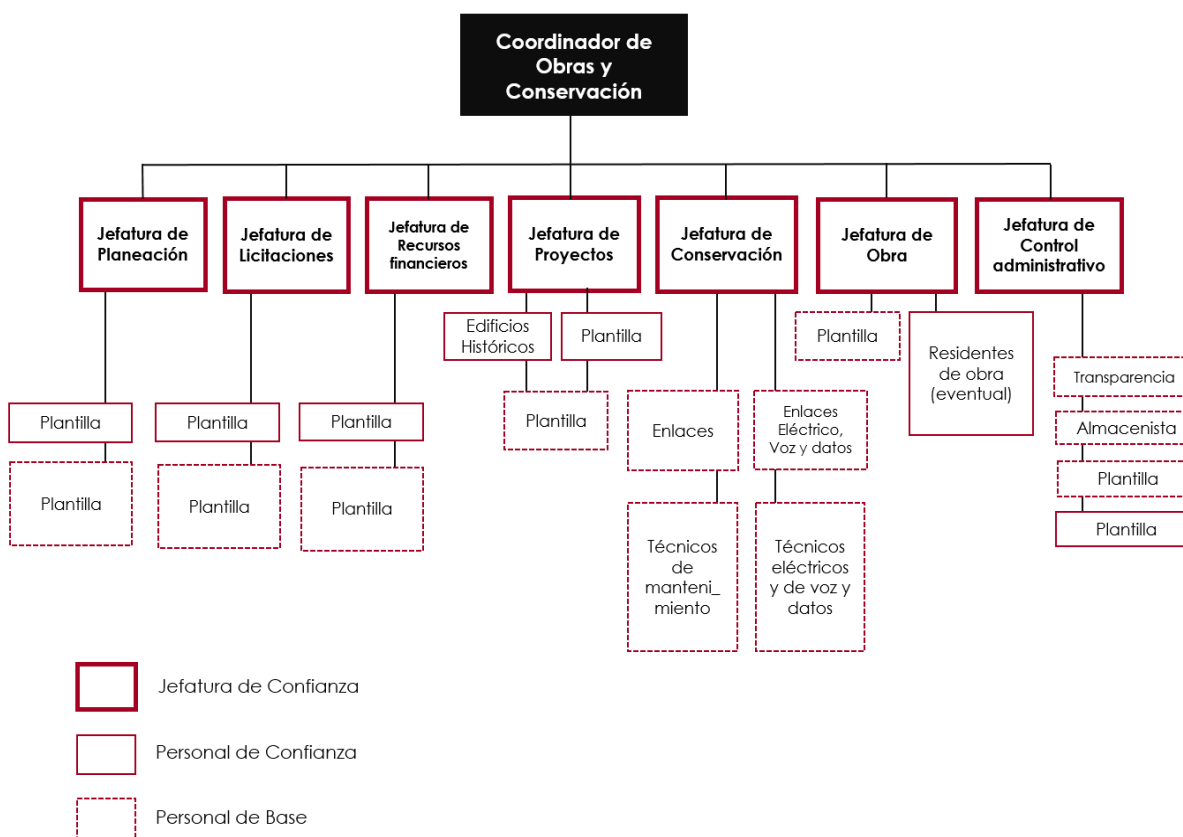 Coordinador de
Obras y
Conservación
Jefatura de
Planeación
Jefatura de
Licitaciones
Jefatura de
Recursos
financieros
Jefatura de
Proyectos
Jefatura de
Conservación
Jefatura de
Obra
Jefatura de
Control
administrativo
Plantilla
Plantilla
Plantilla
Plantilla
Plantilla
Plantilla
Edificios
Históricos
Plantilla
Plantilla
Enlaces
Técnicos
de
manteni_
miento
Enlaces
Eléctrico,
Voz y datos
Técnicos
eléctricos
y de voz y
datos
Plantilla
Residentes
de obra
(eventual)
Transparencia
Almacenista
Plantilla
Plantilla
Jefatura de Confianza
Personal de Confianza
Personal de Base